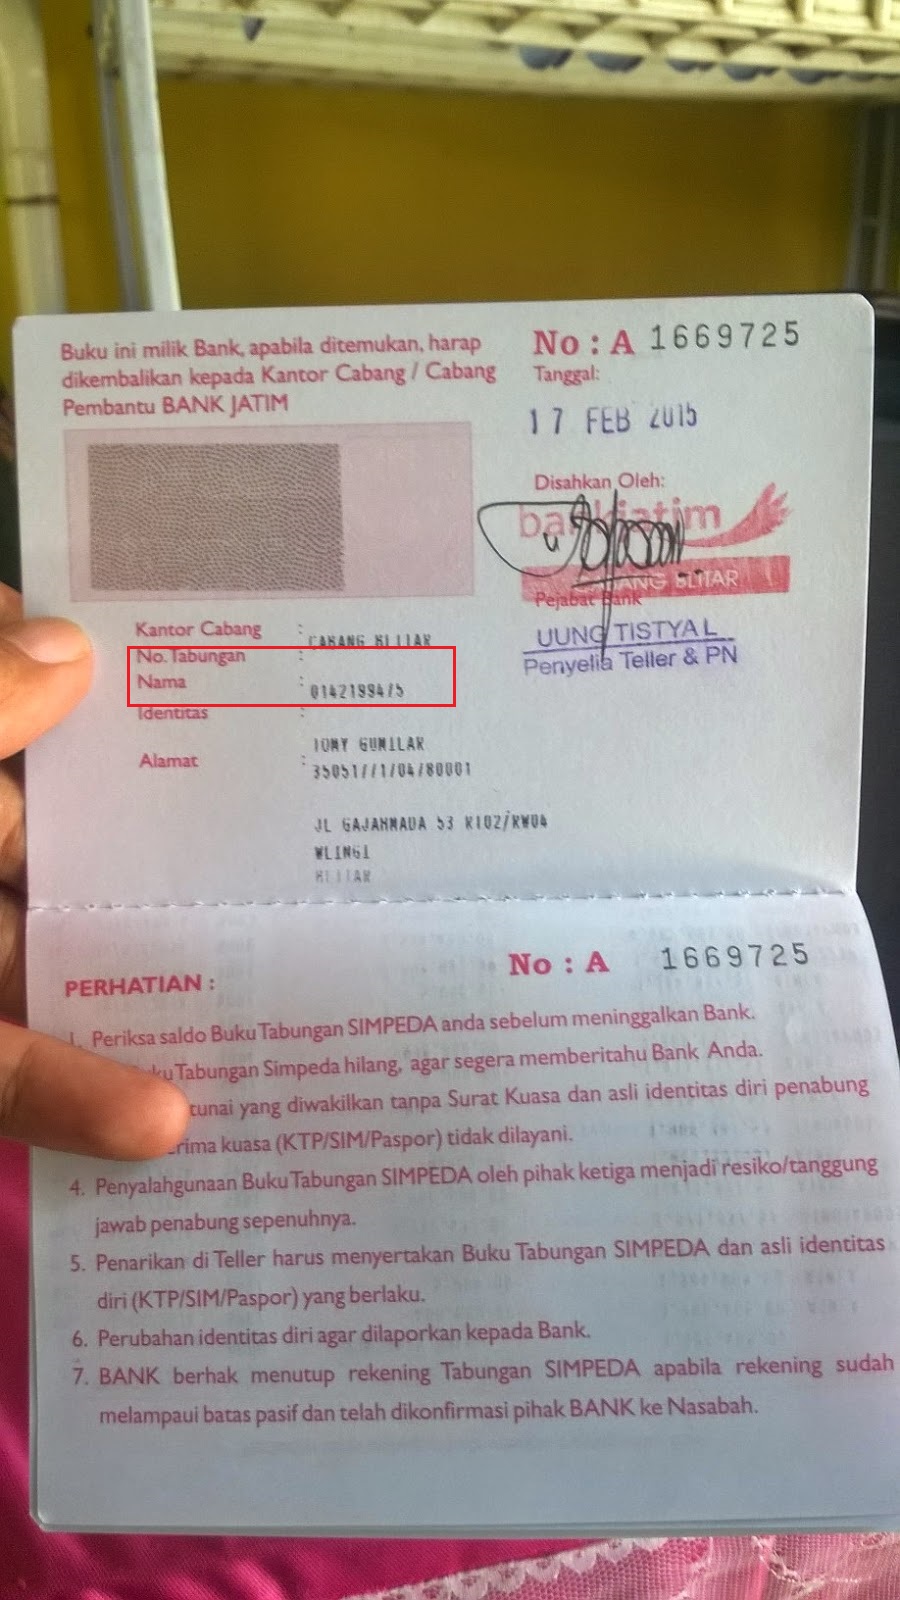 Buku ini milik Bank, apabila ditemukan, harap
dikembalikan kepada Kantor Cabang / Cabang
Pembantu BANK JATIM
No : A 1669725
Tanggal:
17 FEB 2015
Disahkan Oleh:
bankjatim
CABANG BLITAR
Pejabat Bank
UUNG TISTYA L
Penyelia Teller & PN
Kantor Cabang : CABANG BLITAR
No. Tabungan :
Nama :
Identitas :
TOMY GUMILAR
Alamat :
JL GAJAHMADA 53 RT02/RW04
WLINGI
BLITAR
No : A 1669725
PERHATIAN :
1. Periksa saldo Buku Tabungan SIMPEDA anda sebelum meninggalkan Bank.
Tabungan Simpeda hilang, agar segera memberitahu Bank Anda.
tunai yang diwakilkan tanpa Surat Kuasa dan asli identitas diri penabung
kuasa (KTP/SIM/Paspor) tidak dilayani.
4. Penyalahgunaan Buku Tabungan SIMPEDA oleh pihak ketiga menjadi resiko/tanggung
jawab penabung sepenuhnya.
5. Penarikan di Teller harus menyertakan Buku Tabungan SIMPEDA dan asli identitas
diri (KTP/SIM/Paspor) yang berlaku.
6. Perubahan identitas diri agar dilaporkan kepada Bank.
7. BANK berhak menutup rekening Tabungan SIMPEDA apabila rekening sudah
melampaui batas pasif dan telah dikonfirmasi pihak BANK ke Nasabah.